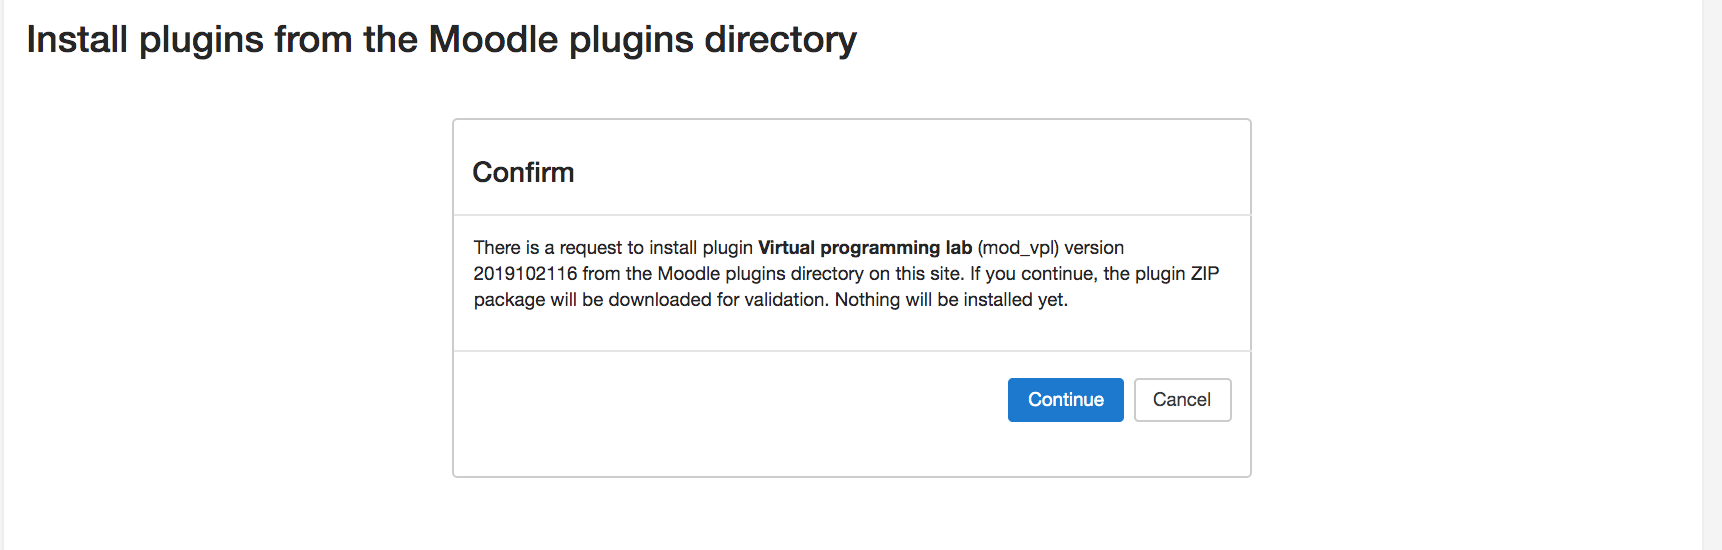 Install plugins from the Moodle plugins directory
Confirm
There is a request to install plugin Virtual programming lab (mod_vpl) version
2019102116 from the Moodle plugins directory on this site. If you continue, the plugin ZIP
package will be downloaded for validation. Nothing will be installed yet.
Continue
Cancel